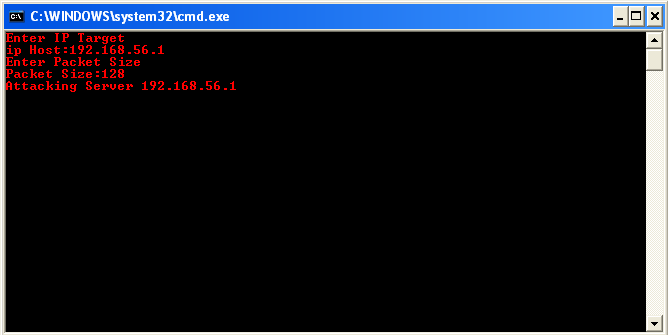 C:\WINDOWS\system32\cmd.exe
Enter IP Target
ip Host:192.168.56.1
Enter Packet Size
Packet Size:128
Attacking Server 192.168.56.1